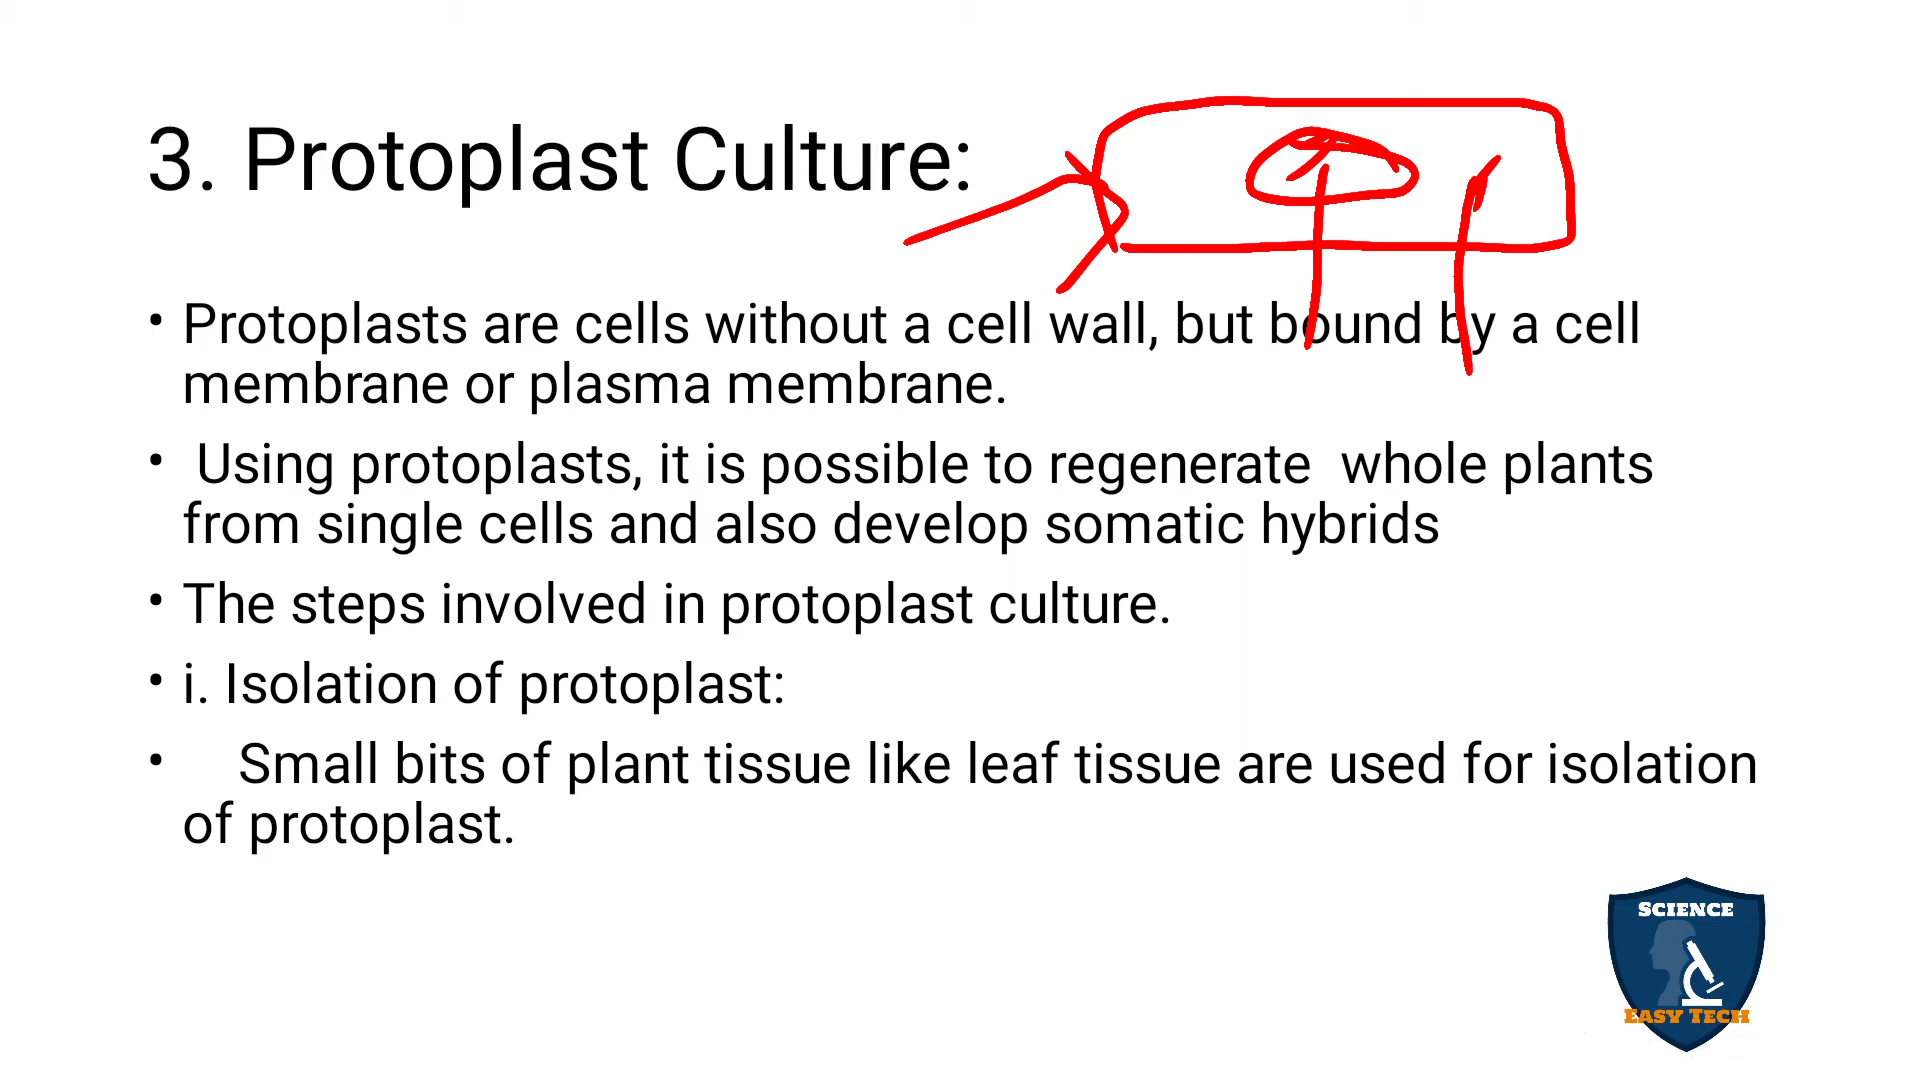 3. Protoplast Culture:
• Protoplasts are cells without a cell wall, but bound by a cell
membrane or plasma membrane.
• Using protoplasts, it is possible to regenerate whole plants
from single cells and also develop somatic hybrids
• The steps involved in protoplast culture.
• i. Isolation of protoplast:
• Small bits of plant tissue like leaf tissue are used for isolation
of protoplast.
SCIENCE
EASY TECH